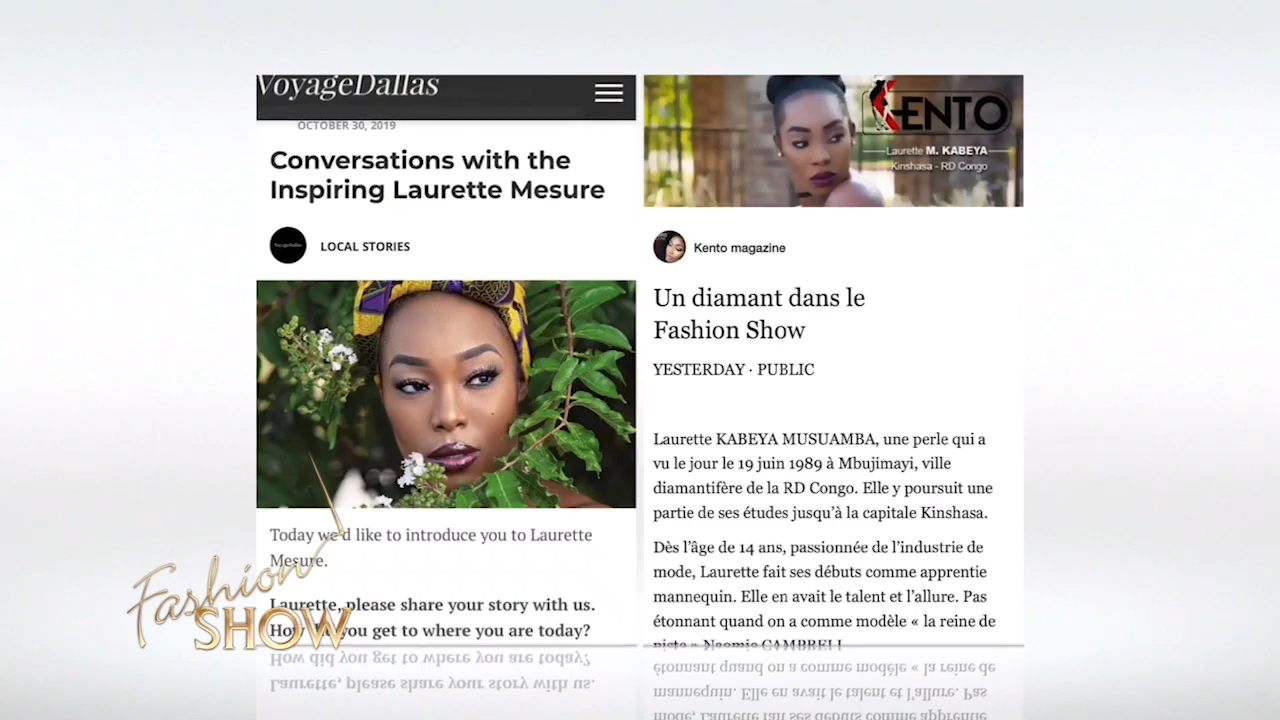 VoyageDallas
OCTOBER 30, 2019
Conversations with the
Inspiring Laurette Mesure
VoyageDallas
LOCAL STORIES
Today we'd like to introduce you to Laurette
Mesure.
Laurette, please share your story with us.
How did you get to where you are today?
KENTO
Laurette M. KABEYA
Kinshasa - RD Congo
Kento magazine
Un diamant dans le
Fashion Show
YESTERDAY · PUBLIC
Laurette KABEYA MUSUAMBA, une perle qui a
vu le jour le 19 juin 1989 à Mbujimayi, ville
diamantifère de la RD Congo. Elle y poursuit une
partie de ses études jusqu'à la capitale Kinshasa.
Dès l'âge de 14 ans, passionnée de l'industrie de
mode, Laurette fait ses débuts comme apprentie
mannequin. Elle en avait le talent et l'allure. Pas
étonnant quand on a comme modèle « la reine de
piste » Naomie CAMPBELL
Fashion
SHOW